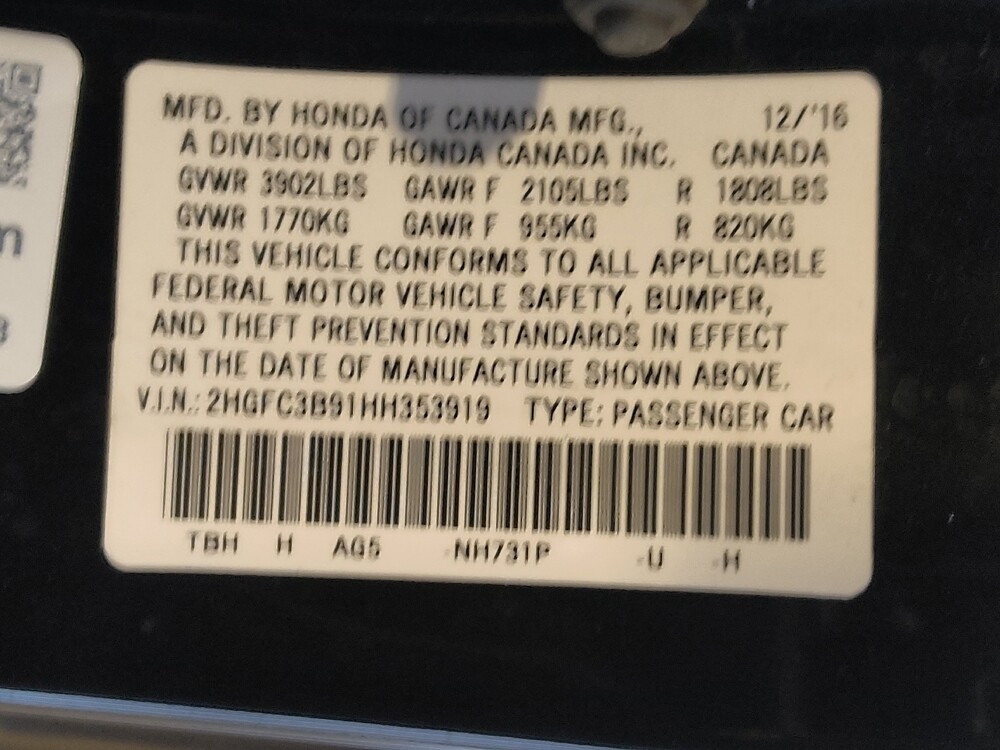 MFD. BY HONDA OF CANADA MFG., 12/'16
A DIVISION OF HONDA CANADA INC. CANADA
GVWR 3902LBS GAWR F 2105LBS R 1808LBS
GVWR 1770KG GAWR F 955KG R 820KG
THIS VEHICLE CONFORMS TO ALL APPLICABLE
FEDERAL MOTOR VEHICLE SAFETY, BUMPER,
AND THEFT PREVENTION STANDARDS IN EFFECT
ON THE DATE OF MANUFACTURE SHOWN ABOVE.
V.I.N.: 2HGFC3B91HH353919 TYPE: PASSENGER CAR
TBH H AG5 -NH731P -U -H